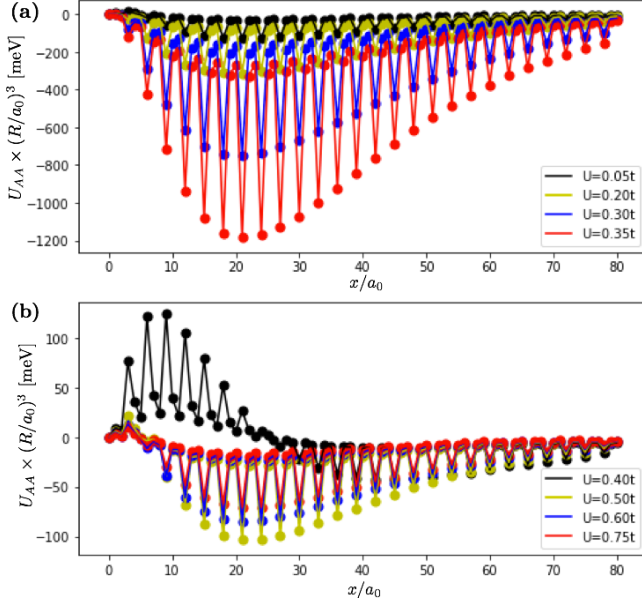 (a)
U_{AA} × (R/a_0)^3 [meV]
0
−200
−400
−600
−800
−1000
−1200
U=0.05t
U=0.20t
U=0.30t
U=0.35t
0 10 20 30 40 50 60 70 80
x/a_0
(b)
U_{AA} × (R/a_0)^3 [meV]
100
50
0
−50
−100
U=0.40t
U=0.50t
U=0.60t
U=0.75t
0 10 20 30 40 50 60 70 80
x/a_0